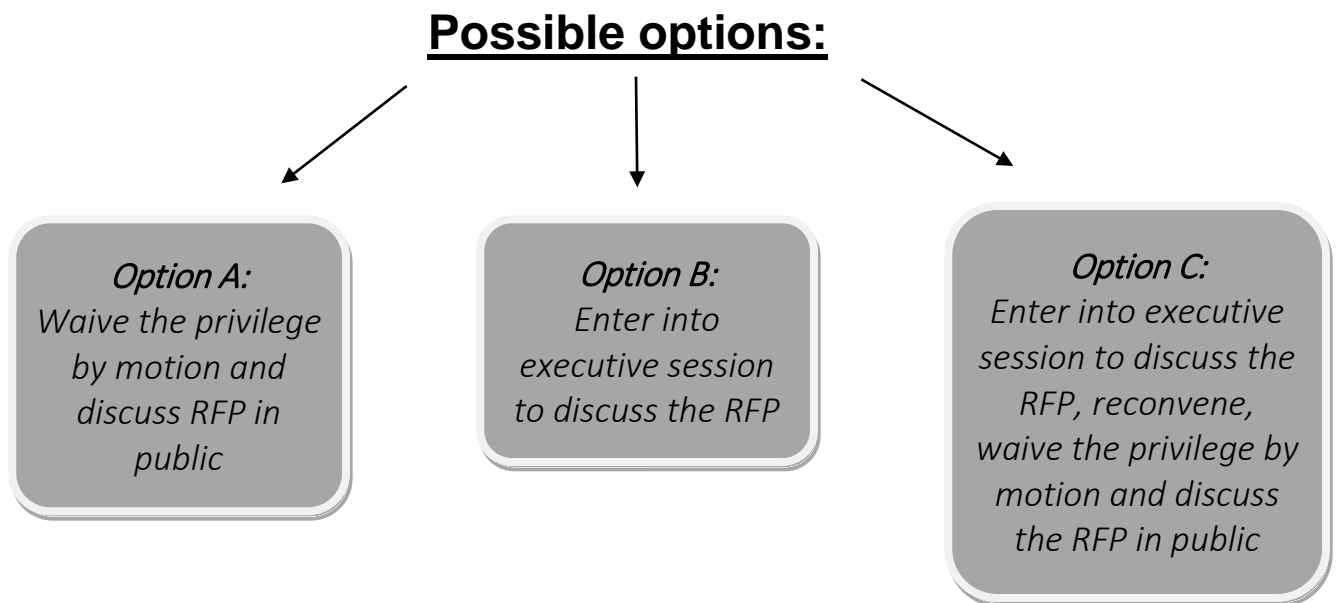 Possible options:
Option A:
Waive the privilege
by motion and
discuss RFP in
public
Option B:
Enter into
executive session
to discuss the RFP
Option C:
Enter into executive
session to discuss the
RFP, reconvene,
waive the privilege by
motion and discuss
the RFP in public